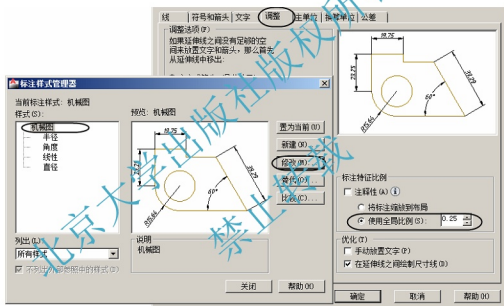 线 符号和箭头 文字 调整 主单位 换算单位 公差
调整选项(F)
如果延伸线之间没有足够的空
间来放置文字和箭头，那么首先
从延伸线中移出：
标注样式管理器
当前标注样式: 机械图
样式(S):
机械图
半径
角度
线性
直径
预览: 机械图
置为当前(U)
新建(N)...
修改(M)...
替代(O)...
比较(C)...
列出(L):
所有样式
不列出外部参照中的样式(D)
说明
机械图
关闭 帮助(H)
标注特征比例
注释性(A)
将标注缩放到布局
使用全局比例(S): 0.25
优化(T)
手动放置文字(P)
在延伸线之间绘制尺寸线(D)
确定 取消 帮助(H)
60°
60°
北京大学出版社版权所有
禁止转载